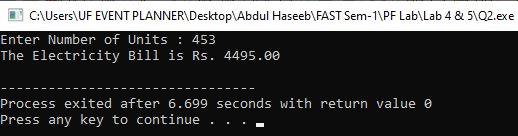 C:\Users\UF EVENT PLANNER\Desktop\Abdul Haseeb\FAST Sem-1\PF Lab\Lab 4 & 5\Q2.exe
Enter Number of Units : 453
The Electricity Bill is Rs. 4495.00
--------------------------------
Process exited after 6.699 seconds with return value 0
Press any key to continue . . .